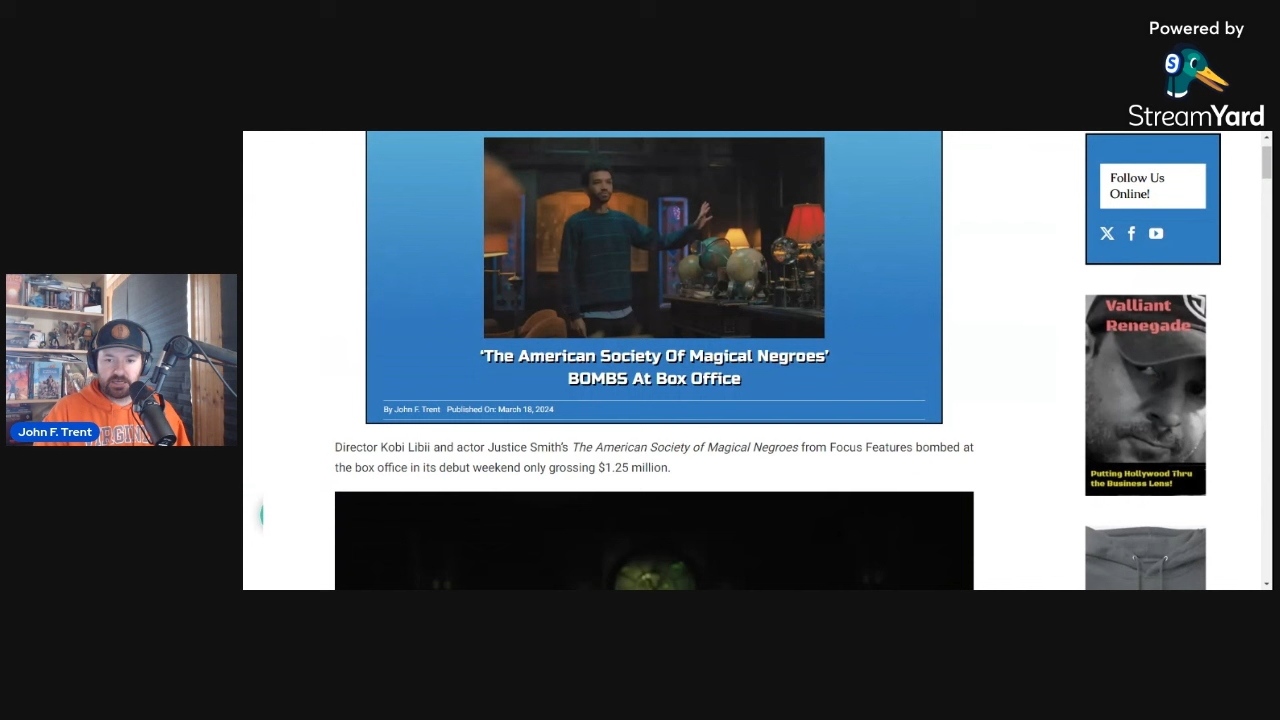 Powered by
StreamYard
S
Follow Us
Online!
Valliant
Renegade
Putting Hollywood Thru
the Business Lens!
'The American Society Of Magical Negroes'
BOMBS At Box Office
By John F. Trent Published On: March 18, 2024
Director Kobi Libii and actor Justice Smith's The American Society of Magical Negroes from Focus Features bombed at
the box office in its debut weekend only grossing $1.25 million.
John F. Trent